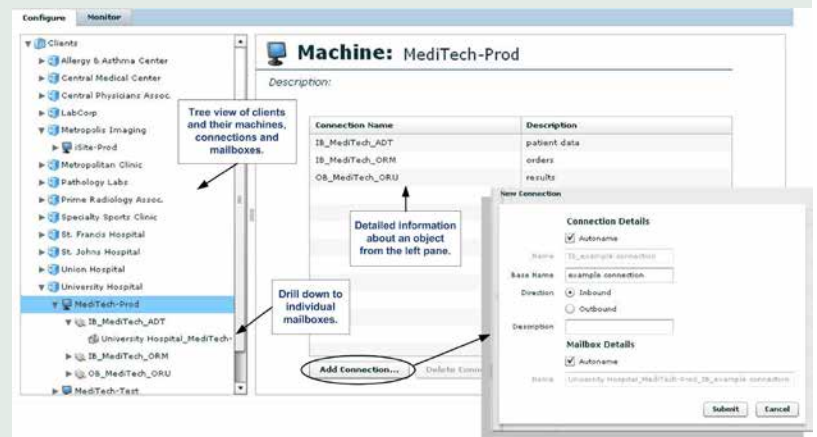 Configure Monitor
Clients
Allergy & Asthma Center
Central Medical Center
Central Physicians Assoc.
LabCorp
Metropolis Imaging
iSite-Prod
Metropolitan Clinic
Pathology Labs
Prime Radiology Assoc.
Specialty Sports Clinic
St. Francis Hospital
St. Johns Hospital
Union Hospital
University Hospital
MediTech-Prod
IB_MediTech_ADT
University Hospital_MediTech-
IB_MediTech_ORM
OB_MediTech_ORU
MediTech-Test
Tree view of clients
and their machines,
connections and
mailboxes.
Drill down to
individual
mailboxes.
Machine: MediTech-Prod
Description:
Connection Name Description
IB_MediTech_ADT patient data
IB_MediTech_ORM orders
OB_MediTech_ORU results
Detailed information
about an object
from the left pane.
Add Connection... Delete Conn
New Connection
Connection Details
Autoname
Name IB_example connection
Base Name example connection
Direction Inbound
Outbound
Description
Mailbox Details
Autoname
Name University Hospital_MediTech-Prod_IB_example connection
Submit Cancel